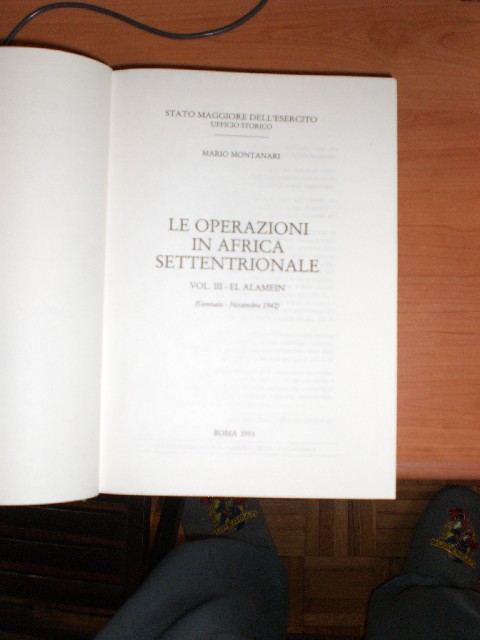 STATO MAGGIORE DELL'ESERCITO
UFFICIO STORICO
MARIO MONTANARI
LE OPERAZIONI
IN AFRICA
SETTENTRIONALE
VOL. III - EL ALAMEIN
(Gennaio - Novembre 1942)
ROMA 1993